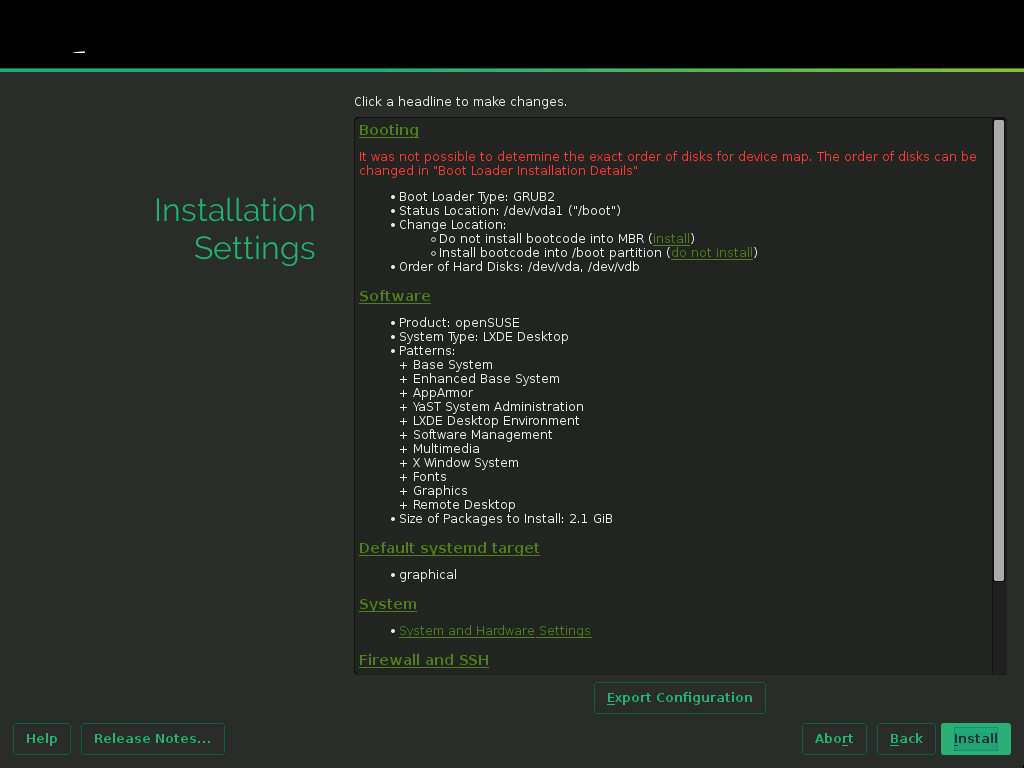 Click a headline to make changes.
Installation
Settings
Booting
It was not possible to determine the exact order of disks for device map. The order of disks can be
changed in "Boot Loader Installation Details"
• Boot Loader Type: GRUB2
• Status Location: /dev/vda1 ("/boot")
• Change Location:
◦ Do not install bootcode into MBR (install)
◦ Install bootcode into /boot partition (do not install)
• Order of Hard Disks: /dev/vda, /dev/vdb
Software
• Product: openSUSE
• System Type: LXDE Desktop
• Patterns:
+ Base System
+ Enhanced Base System
+ AppArmor
+ YaST System Administration
+ LXDE Desktop Environment
+ Software Management
+ Multimedia
+ X Window System
+ Fonts
+ Graphics
+ Remote Desktop
• Size of Packages to Install: 2.1 GiB
Default systemd target
• graphical
System
• System and Hardware Settings
Firewall and SSH
Export Configuration
Help
Release Notes...
Abort
Back
Install